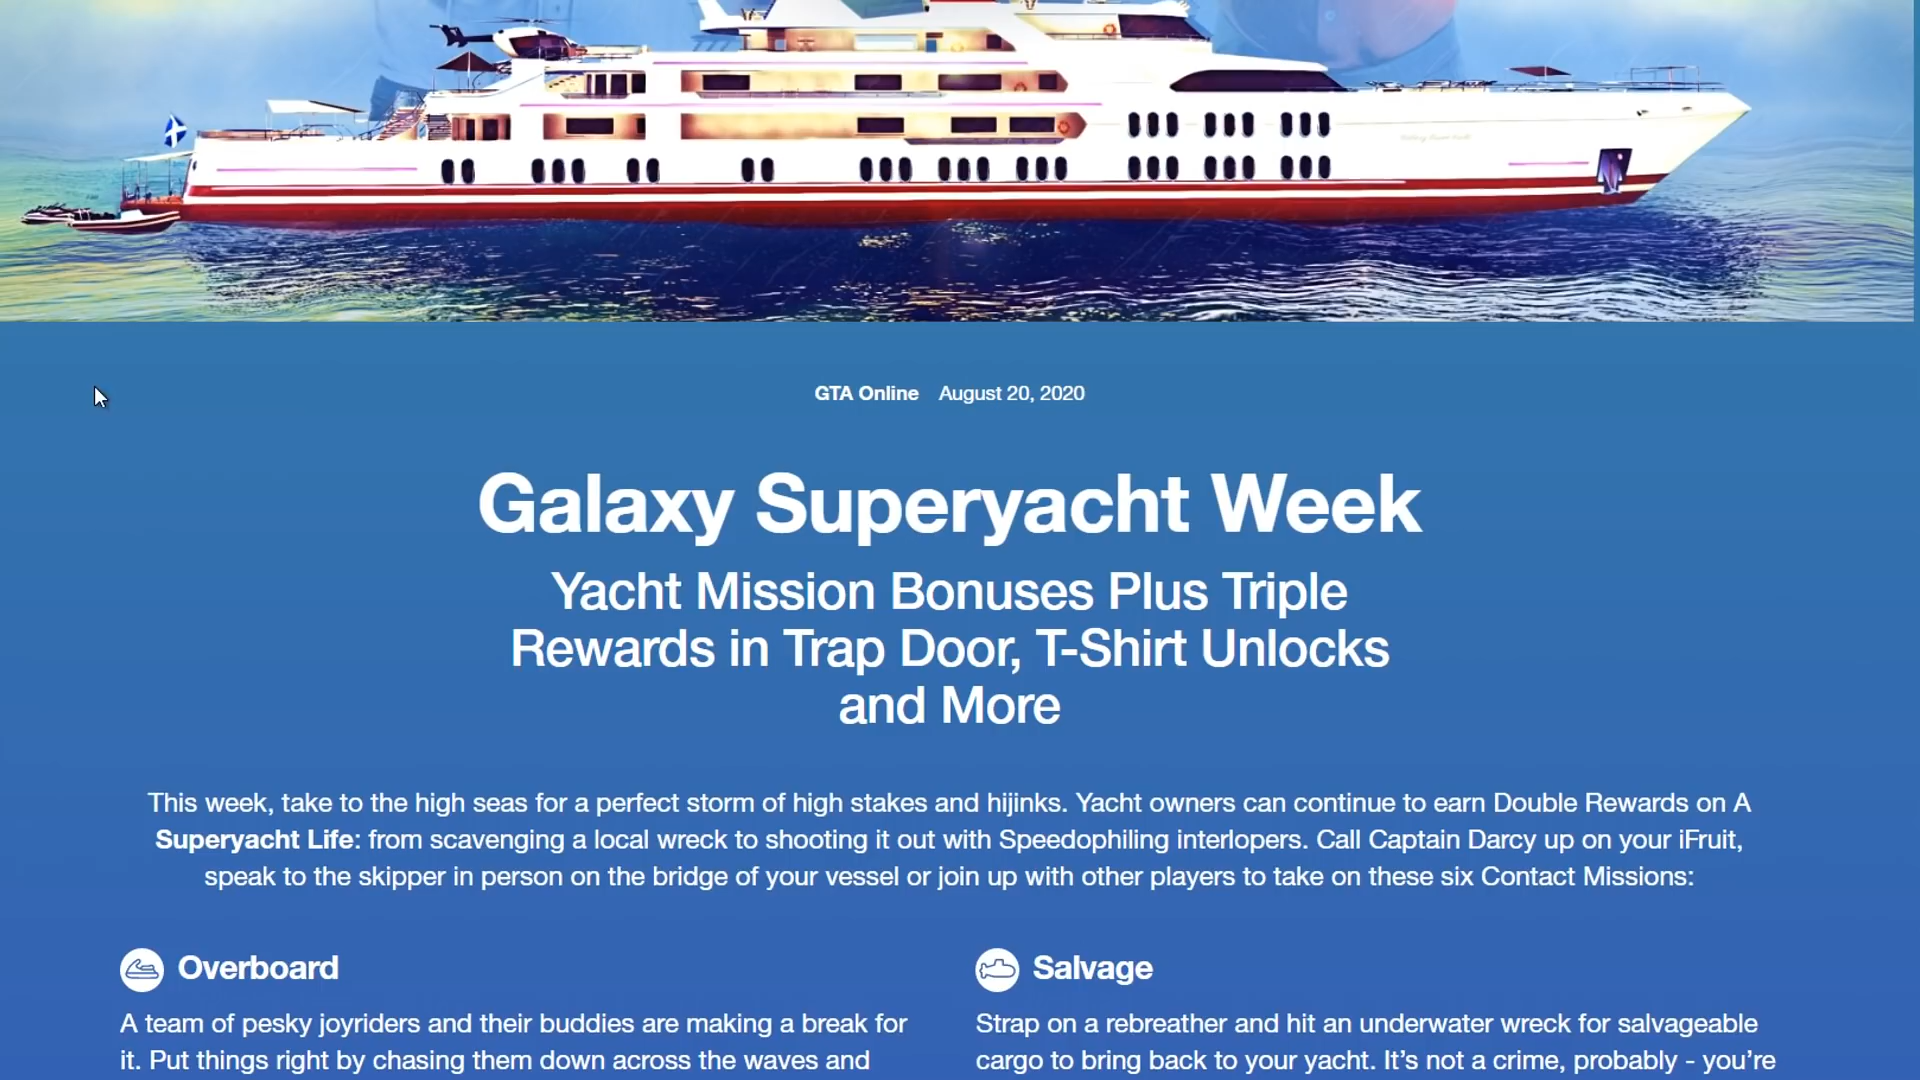 GTA Online August 20, 2020
Galaxy Superyacht Week
Yacht Mission Bonuses Plus Triple
Rewards in Trap Door, T-Shirt Unlocks
and More
This week, take to the high seas for a perfect storm of high stakes and hijinks. Yacht owners can continue to earn Double Rewards on A
Superyacht Life: from scavenging a local wreck to shooting it out with Speedophiling interlopers. Call Captain Darcy up on your iFruit,
speak to the skipper in person on the bridge of your vessel or join up with other players to take on these six Contact Missions:
Overboard
A team of pesky joyriders and their buddies are making a break for
it. Put things right by chasing them down across the waves and
Salvage
Strap on a rebreather and hit an underwater wreck for salvageable
cargo to bring back to your yacht. It's not a crime, probably - you're